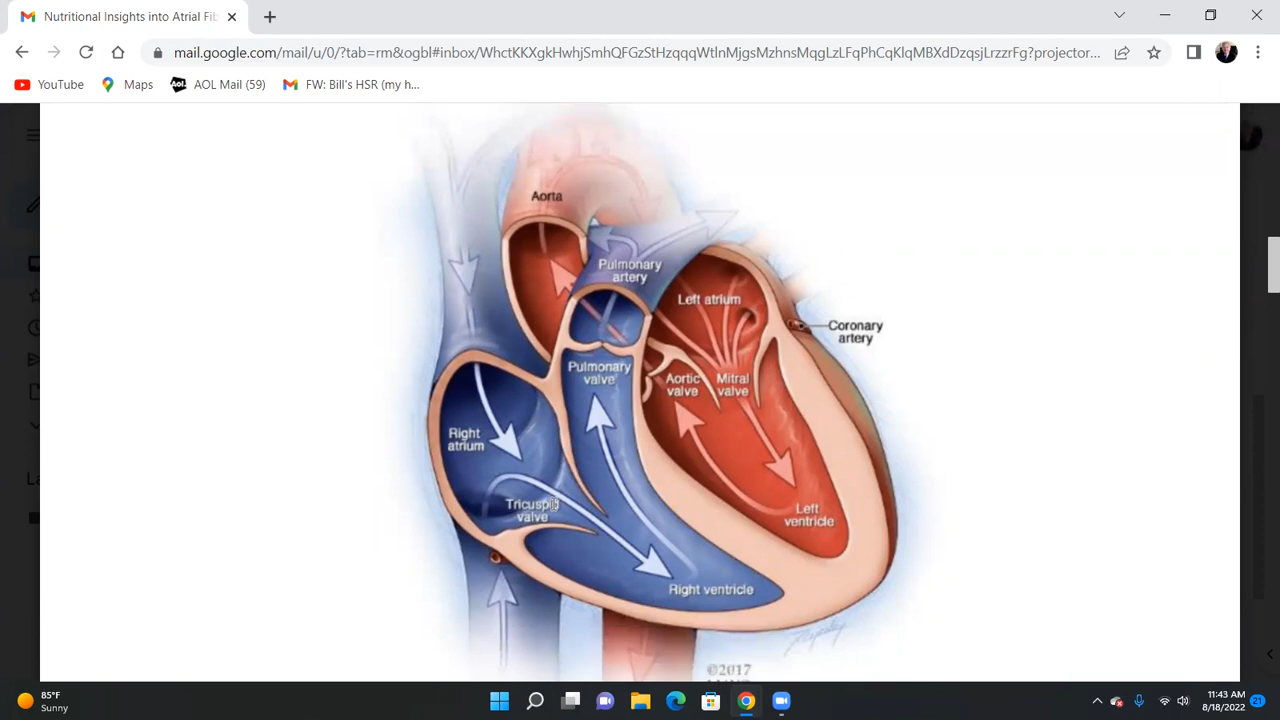 Nutritional Insights into Atrial Fib
mail.google.com/mail/u/0/?tab=rm&ogbl#inbox/WhctKKXgkHwhjSmhQFGzStHzqqqWtlnMjgsMzhnsMqgLzLFqPhCqKlqMBXdDzqsjLrzzrFg?projector...
YouTube
Maps
AOL Mail (59)
FW: Bill's HSR (my h...
Aorta
Pulmonary
artery
Left atrium
Coronary
artery
Pulmonary
valve
Aortic
valve
Mitral
valve
Right
atrium
Tricuspid
valve
Left
ventricle
Right ventricle
©2017
85°F
Sunny
11:43 AM
8/18/2022
21